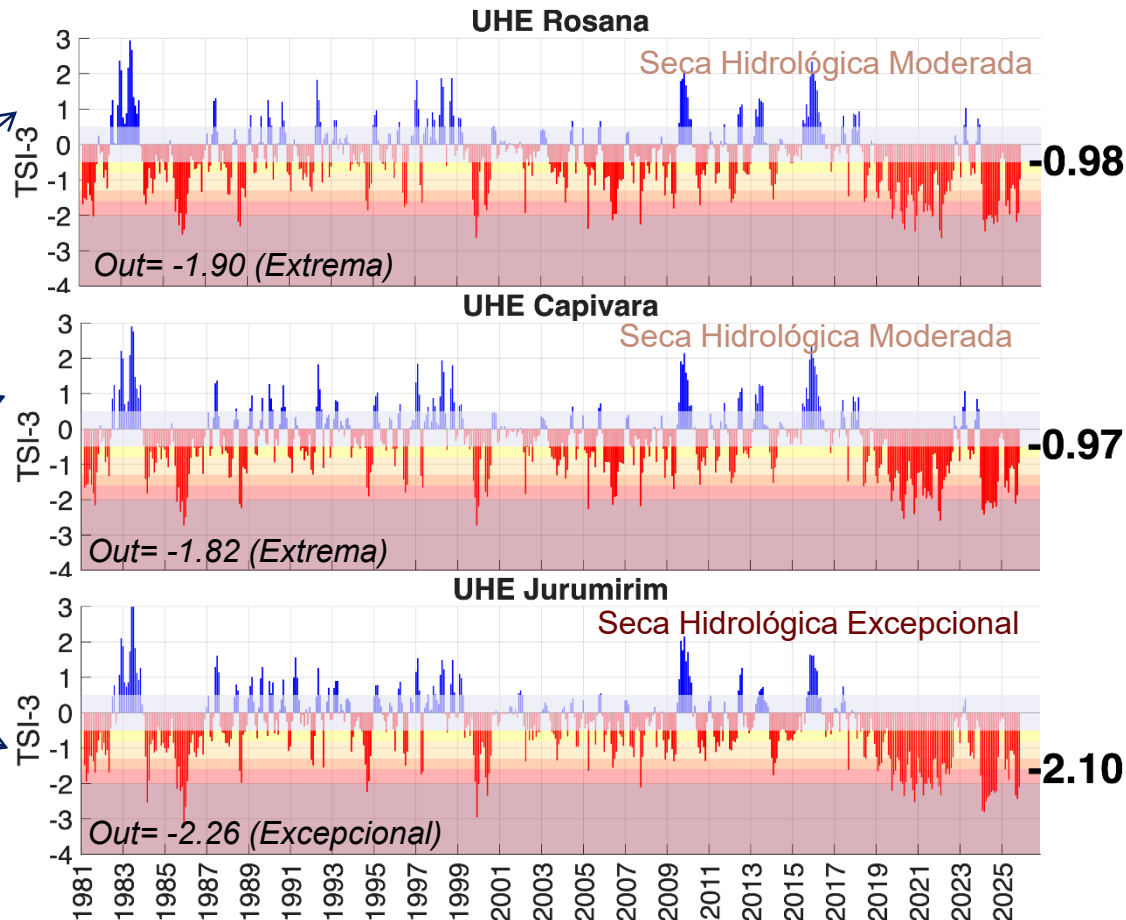 UHE Rosana
Seca Hidrológica Moderada
3
2
1
0
-1
-2
-3
-4
TSI-3
-0.98
Out= -1.90 (Extrema)
UHE Capivara
Seca Hidrológica Moderada
3
2
1
0
-1
-2
-3
-4
TSI-3
-0.97
Out= -1.82 (Extrema)
UHE Jurumirim
Seca Hidrológica Excepcional
3
2
1
0
-1
-2
-3
-4
TSI-3
-2.10
Out= -2.26 (Excepcional)
1981 1983 1985 1987 1989 1991 1993 1995 1997 1999 2001 2003 2005 2007 2009 2011 2013 2015 2017 2019 2021 2023 2025